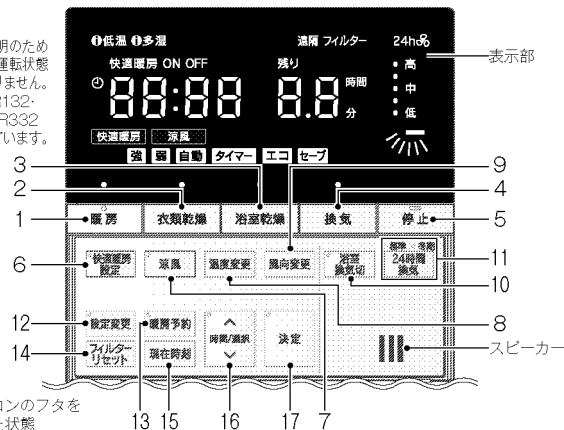 明のため
運転状態
りません。
R132・
R332
ています。
❶低温 ❶多湿
遠隔 フィルター
24h
快適暖房 ON OFF
残り
高
88:88
8.8
時間
中
分
低
表示部
快適暖房
涼風
強 弱 自動 タイマー エコ セーブ
3
9
2
4
1
暖房
衣類乾燥
浴室乾燥
換気
停止
5
6
快適暖房
設定
涼風
温度変更
風向変更
浴室
換気切
標準 冬期
24時間
換気
11
10
8
12
設定変更
暖房予約
時間/選択
決定
14
フィルター
リセット
現在時刻
スピーカー
コンのフタを
た状態
13
15
16
17
7